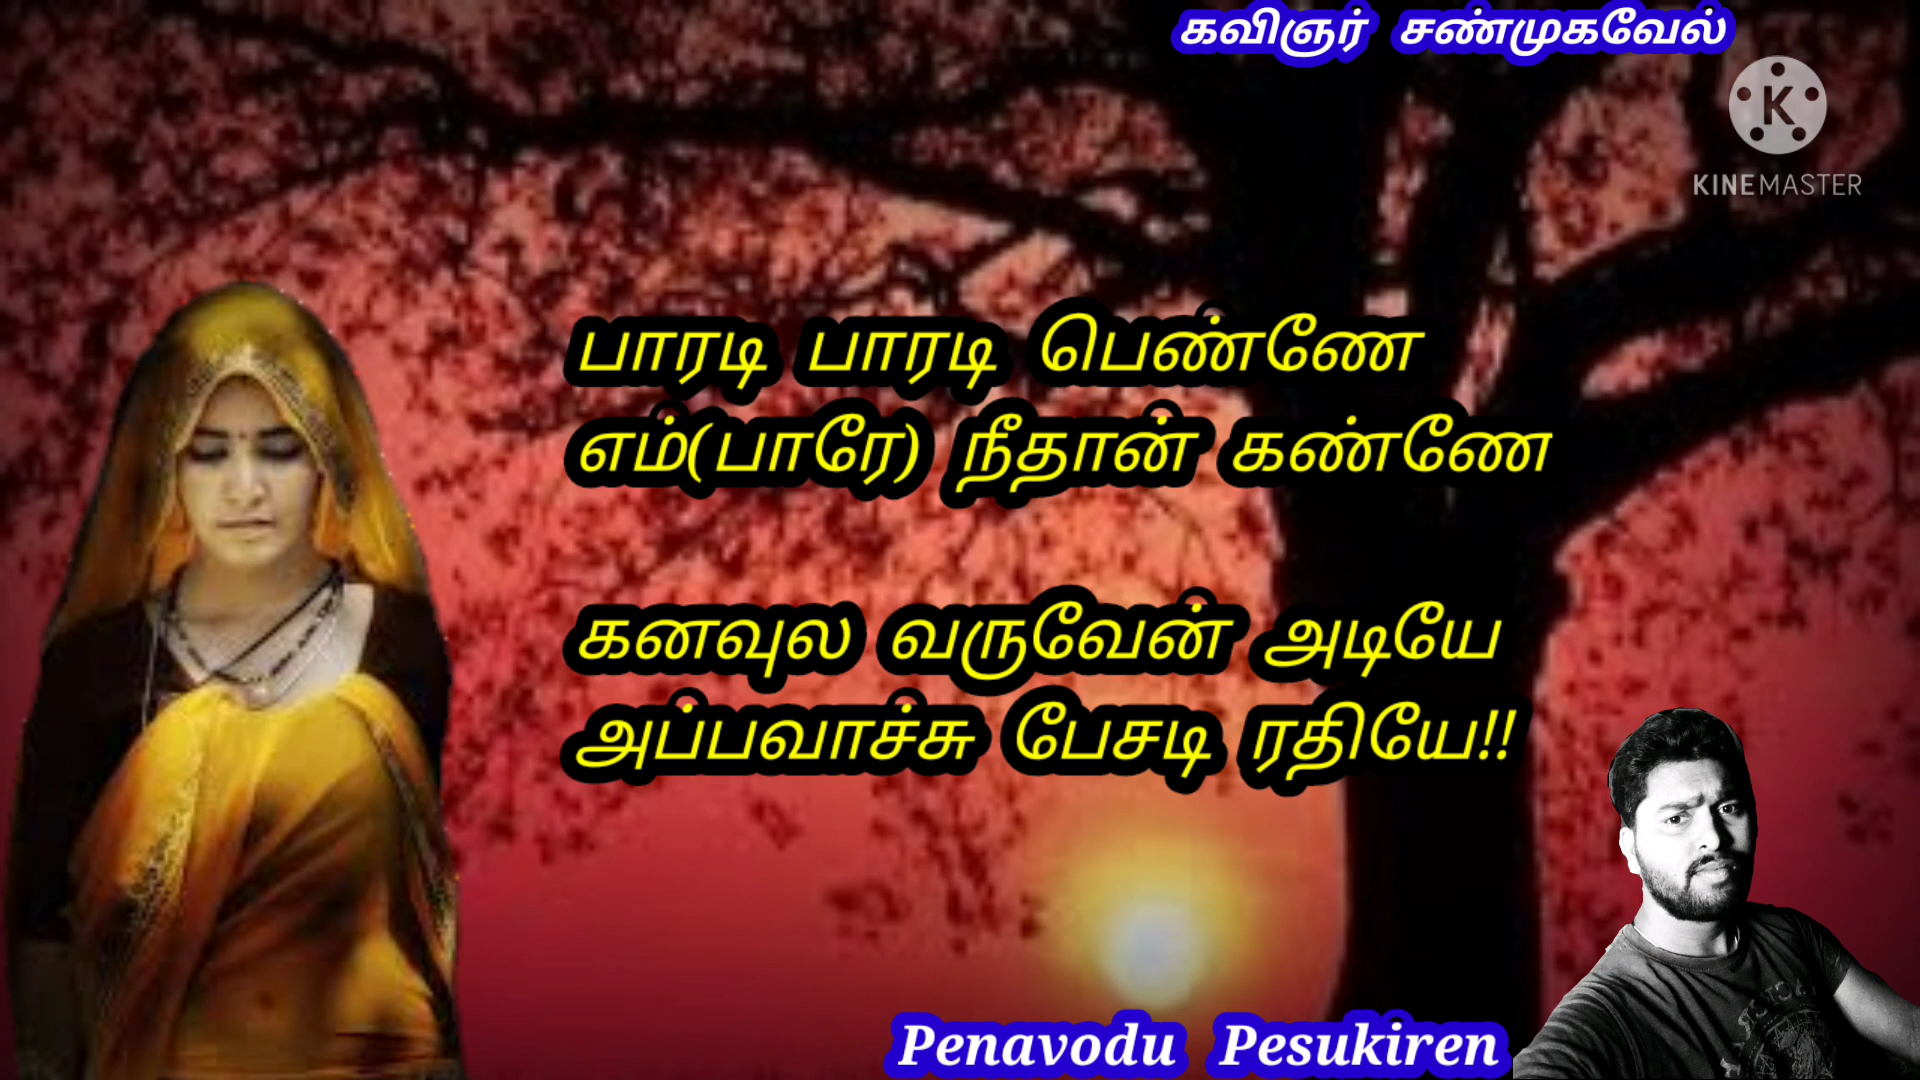 கவிஞர் சண்முகவேல்
KINEMASTER
பாரடி பாரடி பெண்ணே
எம்(பாரே) நீதான் கண்ணே
கனவுல வருவேன் அடியே
அப்பவாச்சு பேசடி ரதியே!!
Penavodu Pesukiren